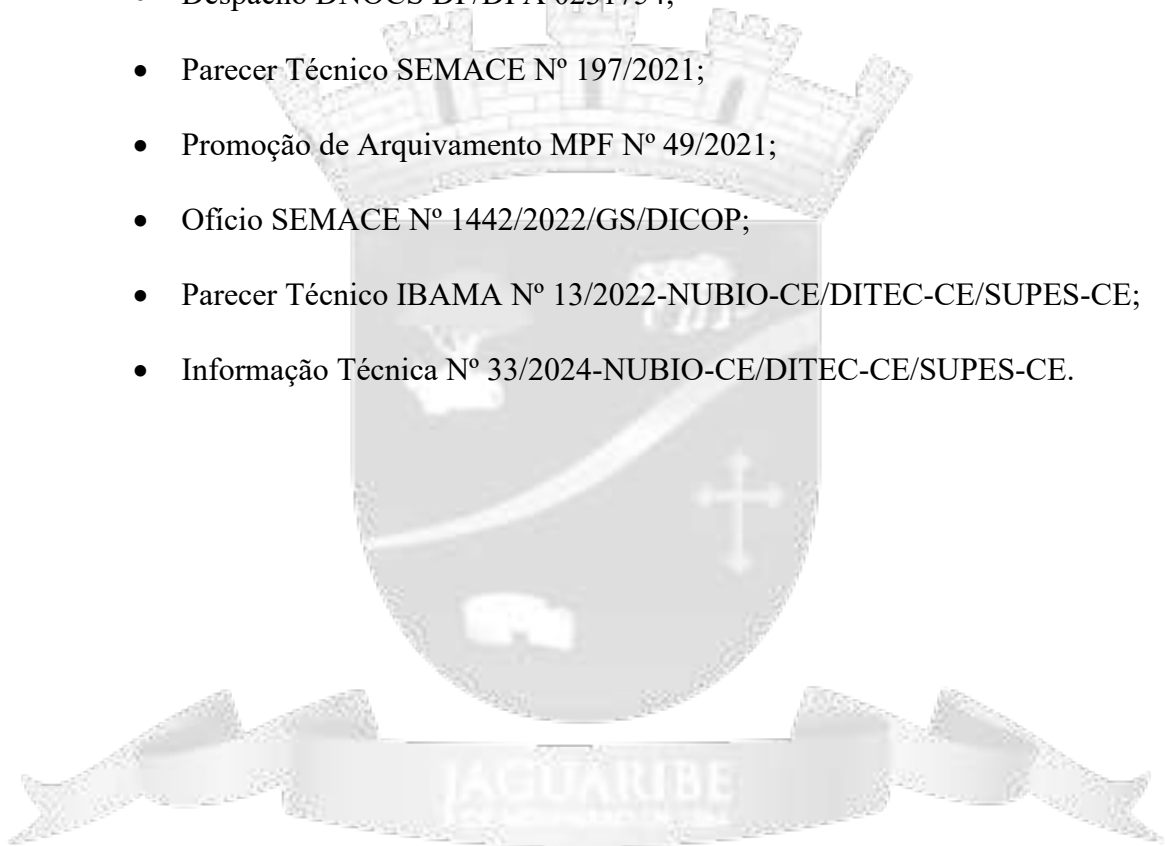 • Parecer Técnico SEMACE Nº 197/2021;
• Promoção de Arquivamento MPF Nº 49/2021;
• Ofício SEMACE Nº 1442/2022/GS/DICOP;
• Parecer Técnico IBAMA Nº 13/2022-NUBIO-CE/DITEC-CE/SUPES-CE;
• Informação Técnica Nº 33/2024-NUBIO-CE/DITEC-CE/SUPES-CE.
JAGUARIBE